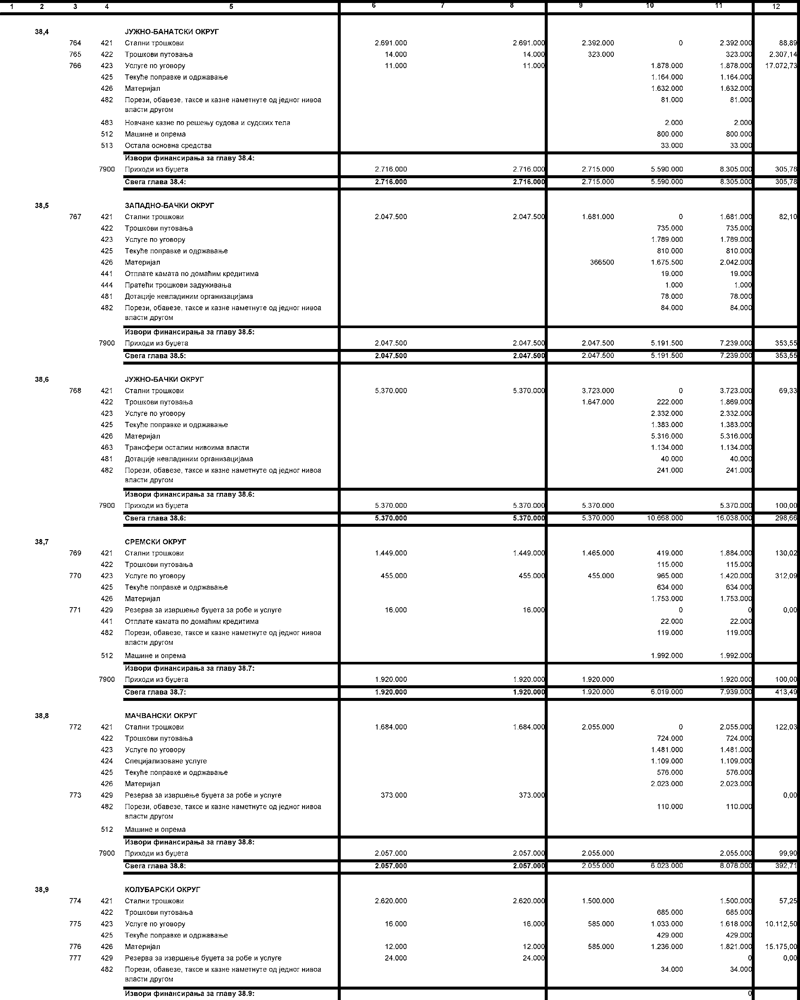 1 2 3 4 5 6 7 8 9 10 11 12
38,4 ЈУЖНО-БАНАТСКИ ОКРУГ
764 421 Стални трошкови 2.691.000 2.691.000 2.392.000 0 2.392.000 88,89
765 422 Трошкови путовања 14.000 14.000 323.000 323.000 2.307,14
766 423 Услуге по уговору 11.000 11.000 1.878.000 1.878.000 17.072,73
425 Текуће поправке и одржавање 1.164.000 1.164.000
426 Материјал 1.632.000 1.632.000
482 Порези, обавезе, таксе и казне наметнуте од једног нивоа 81.000 81.000
власти другом
483 Новчане казне по решењу судова и судских тела 2.000 2.000
512 Машине и опрема 800.000 800.000
513 Остала основна средства 33.000 33.000
Извори финансирања за главу 38.4:
7900 Приходи из буџета 2.716.000 2.716.000 2.715.000 5.590.000 8.305.000 305,78
Свега глава 38.4: 2.716.000 2.716.000 2.715.000 5.590.000 8.305.000 305,78
38,5 ЗАПАДНО-БАЧКИ ОКРУГ
767 421 Стални трошкови 2.047.500 2.047.500 1.681.000 0 1.681.000 82,10
422 Трошкови путовања 735.000 735.000
423 Услуге по уговору 1.789.000 1.789.000
425 Текуће поправке и одржавање 810.000 810.000
426 Материјал 366500 1.675.500 2.042.000
441 Отплате камата по домаћим кредитима 19.000 19.000
444 Пратећи трошкови задуживања 1.000 1.000
481 Дотације невладиним организацијама 78.000 78.000
482 Порези, обавезе, таксе и казне наметнуте од једног нивоа 84.000 84.000
власти другом
Извори финансирања за главу 38.5:
7900 Приходи из буџета 2.047.500 2.047.500 2.047.500 5.191.500 7.239.000 353,55
Свега глава 38.5: 2.047.500 2.047.500 2.047.500 5.191.500 7.239.000 353,55
38,6 ЈУЖНО-БАЧКИ ОКРУГ
768 421 Стални трошкови 5.370.000 5.370.000 3.723.000 0 3.723.000 69,33
422 Трошкови путовања 1.647.000 222.000 1.869.000
423 Услуге по уговору 2.332.000 2.332.000
425 Текуће поправке и одржавање 1.383.000 1.383.000
426 Материјал 5.316.000 5.316.000
463 Трансфери осталим нивоима власти 1.134.000 1.134.000
481 Дотације невладиним организацијама 40.000 40.000
482 Порези, обавезе, таксе и казне наметнуте од једног нивоа 241.000 241.000
власти другом
Извори финансирања за главу 38.6:
7900 Приходи из буџета 5.370.000 5.370.000 5.370.000 5.370.000 100,00
Свега глава 38.6: 5.370.000 5.370.000 5.370.000 10.668.000 16.038.000 298,66
38,7 СРЕМСКИ ОКРУГ
769 421 Стални трошкови 1.449.000 1.449.000 1.465.000 419.000 1.884.000 130,02
422 Трошкови путовања 115.000 115.000
770 423 Услуге по уговору 455.000 455.000 455.000 965.000 1.420.000 312,09
425 Текуће поправке и одржавање 634.000 634.000
426 Материјал 1.753.000 1.753.000
771 429 Резерва за извршење буџета за робе и услуге 16.000 16.000 0 0 0,00
441 Отплате камата по домаћим кредитима 22.000 22.000
482 Порези, обавезе, таксе и казне наметнуте од једног нивоа 119.000 119.000
власти другом
512 Машине и опрема 1.992.000 1.992.000
Извори финансирања за главу 38.7:
7900 Приходи из буџета 1.920.000 1.920.000 1.920.000 1.920.000 100,00
Свега глава 38.7: 1.920.000 1.920.000 1.920.000 6.019.000 7.939.000 413,49
38,8 МАЧВАНСКИ ОКРУГ
772 421 Стални трошкови 1.684.000 1.684.000 2.055.000 0 2.055.000 122,03
422 Трошкови путовања 724.000 724.000
423 Услуге по уговору 1.481.000 1.481.000
424 Специјализоване услуге 1.109.000 1.109.000
425 Текуће поправке и одржавање 576.000 576.000
426 Материјал 2.023.000 2.023.000
773 429 Резерва за извршење буџета за робе и услуге 373.000 373.000 0,00
482 Порези, обавезе, таксе и казне наметнуте од једног нивоа 110.000 110.000
власти другом
512 Машине и опрема
Извори финансирања за главу 38.8:
7900 Приходи из буџета 2.057.000 2.057.000 2.055.000 2.055.000 99,90
Свега глава 38.8: 2.057.000 2.057.000 2.055.000 6.023.000 8.078.000 392,71
38,9 КОЛУБАРСКИ ОКРУГ
774 421 Стални трошкови 2.620.000 2.620.000 1.500.000 1.500.000 57,25
422 Трошкови путовања 685.000 685.000
775 423 Услуге по уговору 16.000 16.000 585.000 1.033.000 1.618.000 10.112,50
425 Текуће поправке и одржавање 429.000 429.000
776 426 Материјал 12.000 12.000 585.000 1.236.000 1.821.000 15.175,00
777 429 Резерва за извршење буџета за робе и услуге 24.000 24.000 0 0,00
482 Порези, обавезе, таксе и казне наметнуте од једног нивоа 34.000 34.000
власти другом
Извори финансирања за главу 38.9: 0